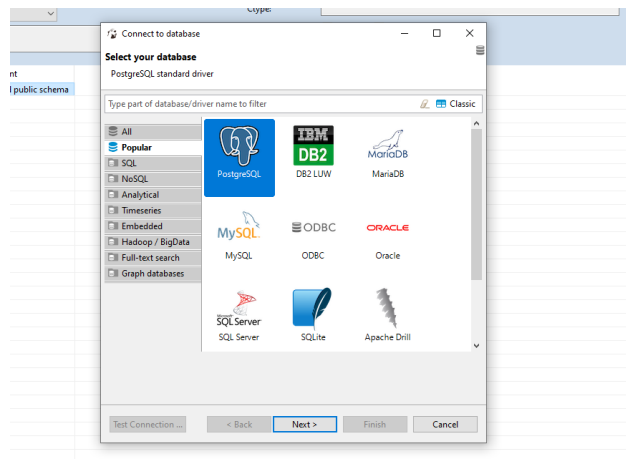 Ctype:
Connect to database
Select your database
PostgreSQL standard driver
nt
l public schema
Type part of database/driver name to filter
Classic
All
Popular
SQL
NoSQL
Analytical
Timeseries
Embedded
Hadoop / BigData
Full-text search
Graph databases
PostgreSQL
IBM
DB2
DB2 LUW
MariaDB
MariaDB
MySQL
MySQL
ODBC
ODBC
ORACLE
Oracle
Microsoft
SQL Server
SQL Server
SQLite
Apache Drill
Test Connection ...
< Back
Next >
Finish
Cancel